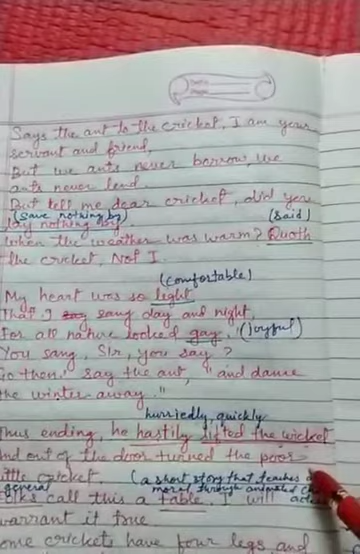 Says the ant to the cricket, I am your
servant and friend,
But we ants never borrow, we
ants never lend.
But tell me dear cricket, did you
(Save nothing by) (Said)
lay nothing by
When the weather was warm? Quoth
the cricket, Not I
(comfortable)
My heart was so light
That I sang day and night,
For all nature looked gay. (joyful)
You sang, Sir, you say?
Go then" say the ant, "and dance
the winter away."
hurriedly, quickly
Thus ending, he hastily lifted the wicket
And out of the door turned the poor
little cricket. (a short story that teaches a
general moral through animated
Folks call this a fable. I will
warrant it true
Some crickets have four legs and